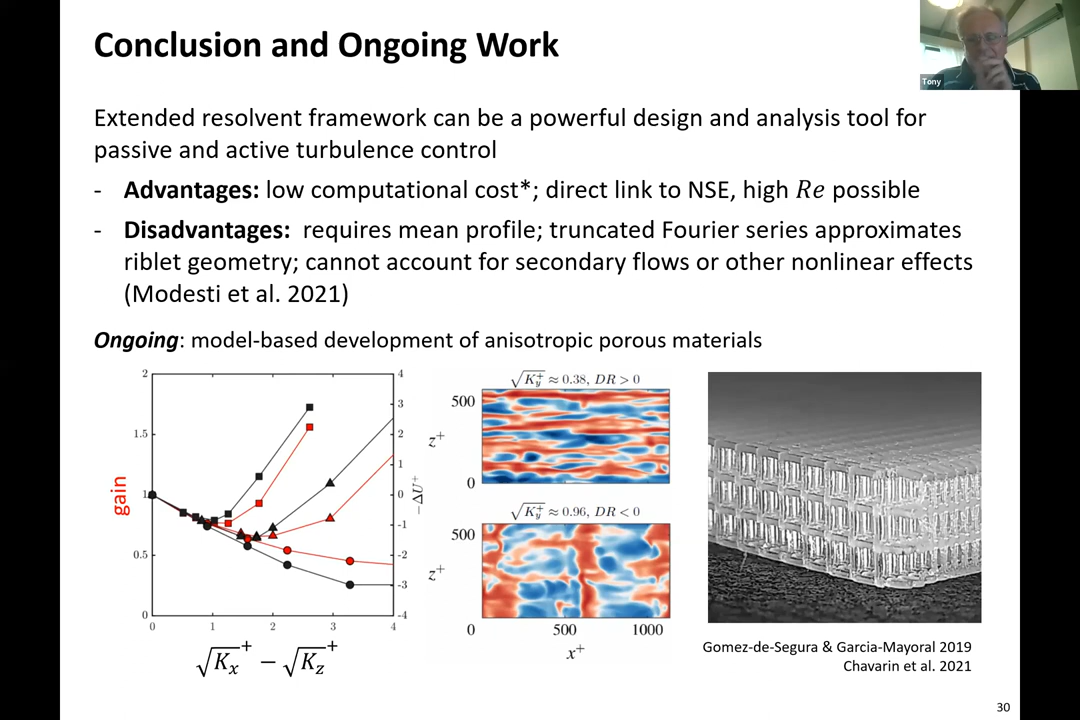 Conclusion and Ongoing Work
Tony
Extended resolvent framework can be a powerful design and analysis tool for
passive and active turbulence control
- Advantages: low computational cost*; direct link to NSE, high Re possible
- Disadvantages: requires mean profile; truncated Fourier series approximates
riblet geometry; cannot account for secondary flows or other nonlinear effects
(Modesti et al. 2021)
Ongoing: model-based development of anisotropic porous materials
2
1.5
1
0.5
0
gain
4
3
2
1
0
-1
-2
-3
-4
-ΔU+
0 1 2 3 4
√Kx+ − √Kz+
√Ky+ ≈ 0.38, DR > 0
500
z+
0
√Ky+ ≈ 0.96, DR < 0
500
z+
0 500 1000
x+
Gomez-de-Segura & Garcia-Mayoral 2019
Chavarin et al. 2021
30